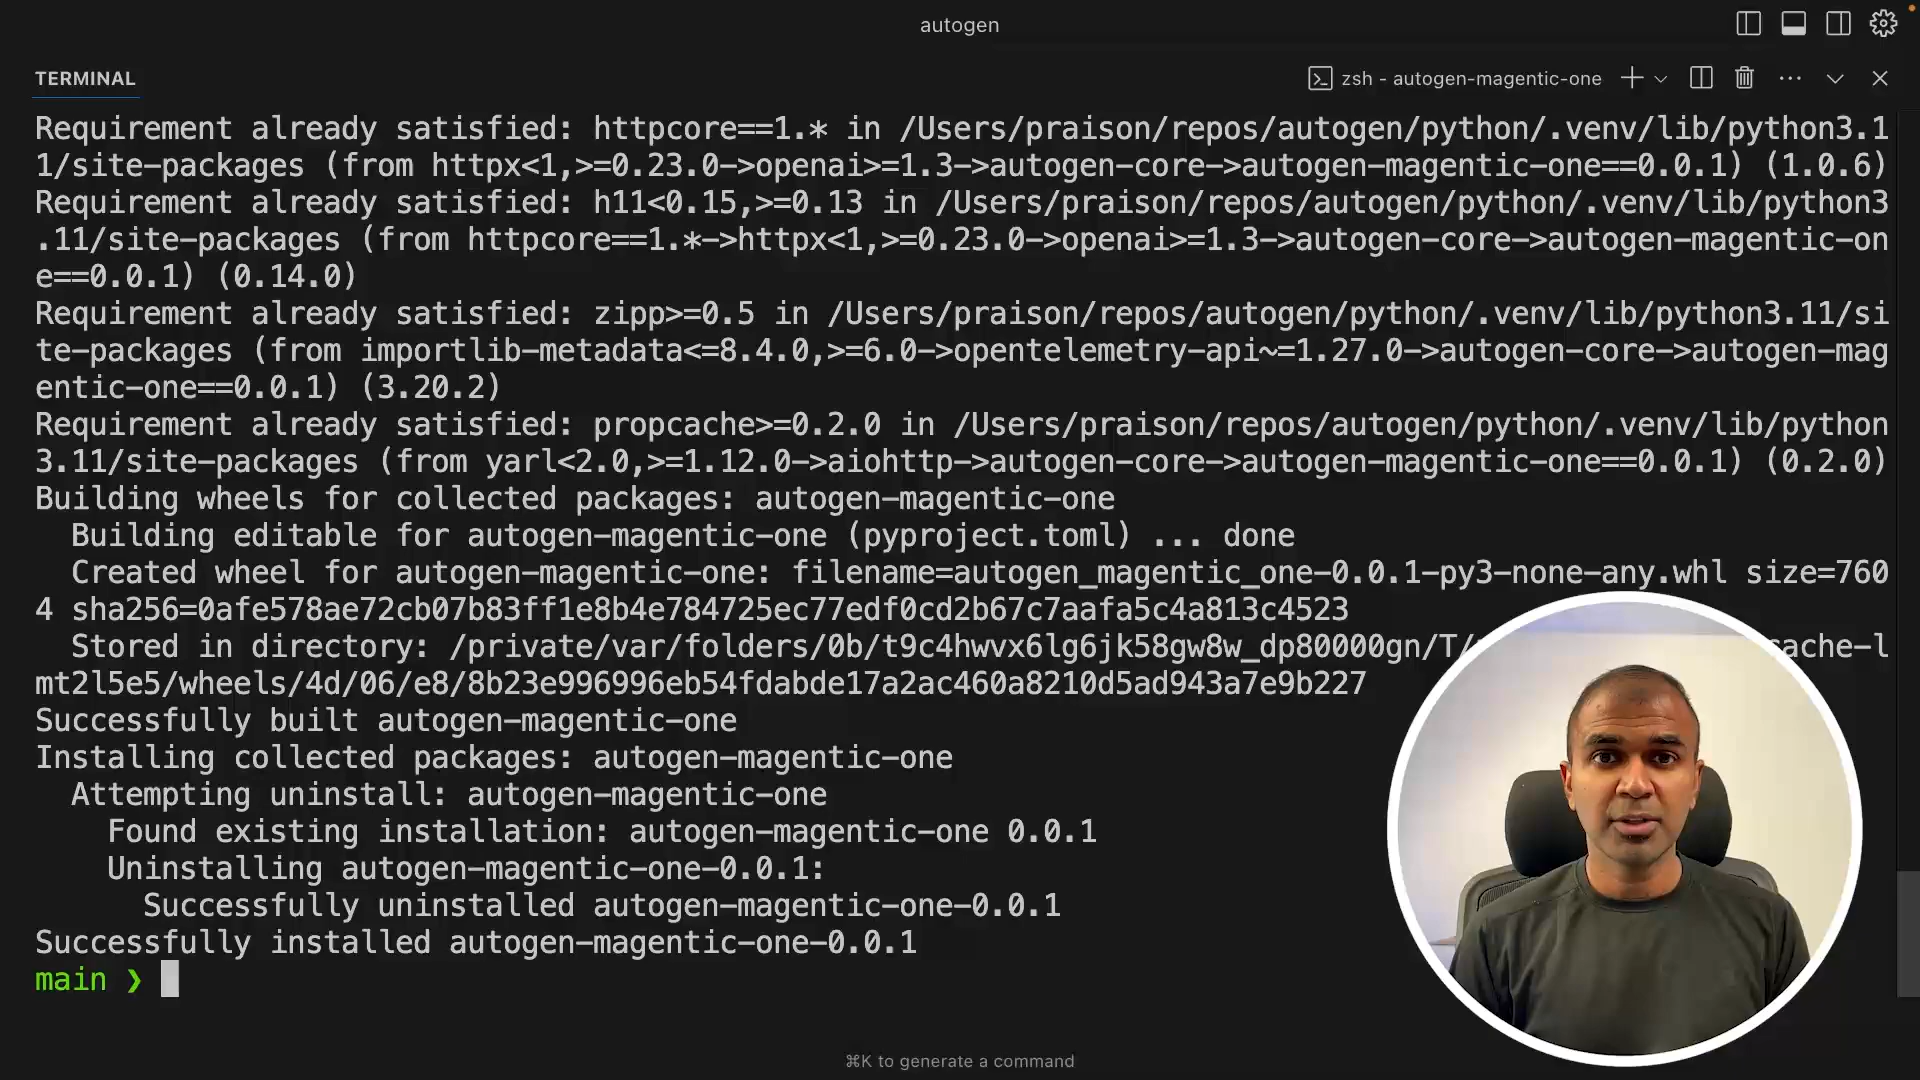 autogen
TERMINAL
zsh - autogen-magentic-one
Requirement already satisfied: httpcore==1.* in /Users/praison/repos/autogen/python/.venv/lib/python3.1
1/site-packages (from httpx<1,>=0.23.0->openai>=1.3->autogen-core->autogen-magentic-one==0.0.1) (1.0.6)
Requirement already satisfied: h11<0.15,>=0.13 in /Users/praison/repos/autogen/python/.venv/lib/python3
.11/site-packages (from httpcore==1.*->httpx<1,>=0.23.0->openai>=1.3->autogen-core->autogen-magentic-on
e==0.0.1) (0.14.0)
Requirement already satisfied: zipp>=0.5 in /Users/praison/repos/autogen/python/.venv/lib/python3.11/si
te-packages (from importlib-metadata<=8.4.0,>=6.0->opentelemetry-api~=1.27.0->autogen-core->autogen-mag
entic-one==0.0.1) (3.20.2)
Requirement already satisfied: propcache>=0.2.0 in /Users/praison/repos/autogen/python/.venv/lib/python
3.11/site-packages (from yarl<2.0,>=1.12.0->aiohttp->autogen-core->autogen-magentic-one==0.0.1) (0.2.0)
Building wheels for collected packages: autogen-magentic-one
  Building editable for autogen-magentic-one (pyproject.toml) ... done
  Created wheel for autogen-magentic-one: filename=autogen_magentic_one-0.0.1-py3-none-any.whl size=760
4 sha256=0afe578ae72cb07b83ff1e8b4e784725ec77edf0cd2b67c7aafa5c4a813c4523
  Stored in directory: /private/var/folders/0b/t9c4hwvx6lg6jk58gw8w_dp80000gn/T/ ache-l
mt2l5e5/wheels/4d/06/e8/8b23e996996eb54fdabde17a2ac460a8210d5ad943a7e9b227
Successfully built autogen-magentic-one
Installing collected packages: autogen-magentic-one
  Attempting uninstall: autogen-magentic-one
    Found existing installation: autogen-magentic-one 0.0.1
    Uninstalling autogen-magentic-one-0.0.1:
      Successfully uninstalled autogen-magentic-one-0.0.1
Successfully installed autogen-magentic-one-0.0.1
main ❯
⌘K to generate a command